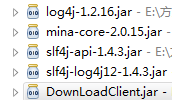 log4j-1.2.16.jar - E:\方
mina-core-2.0.15.jar
slf4j-api-1.4.3.jar - E:
slf4j-log4j12-1.4.3.jar
DownLoadClient.jar - E: